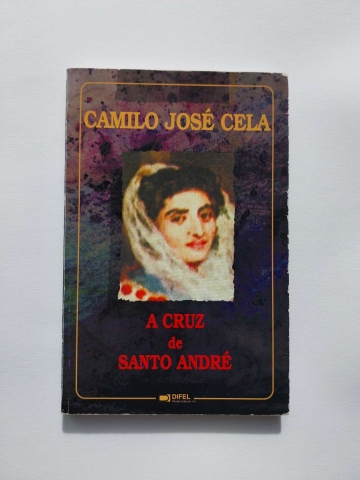 CAMILO JOSÉ CELA
A CRUZ
de
SANTO ANDRÉ
DIFEL